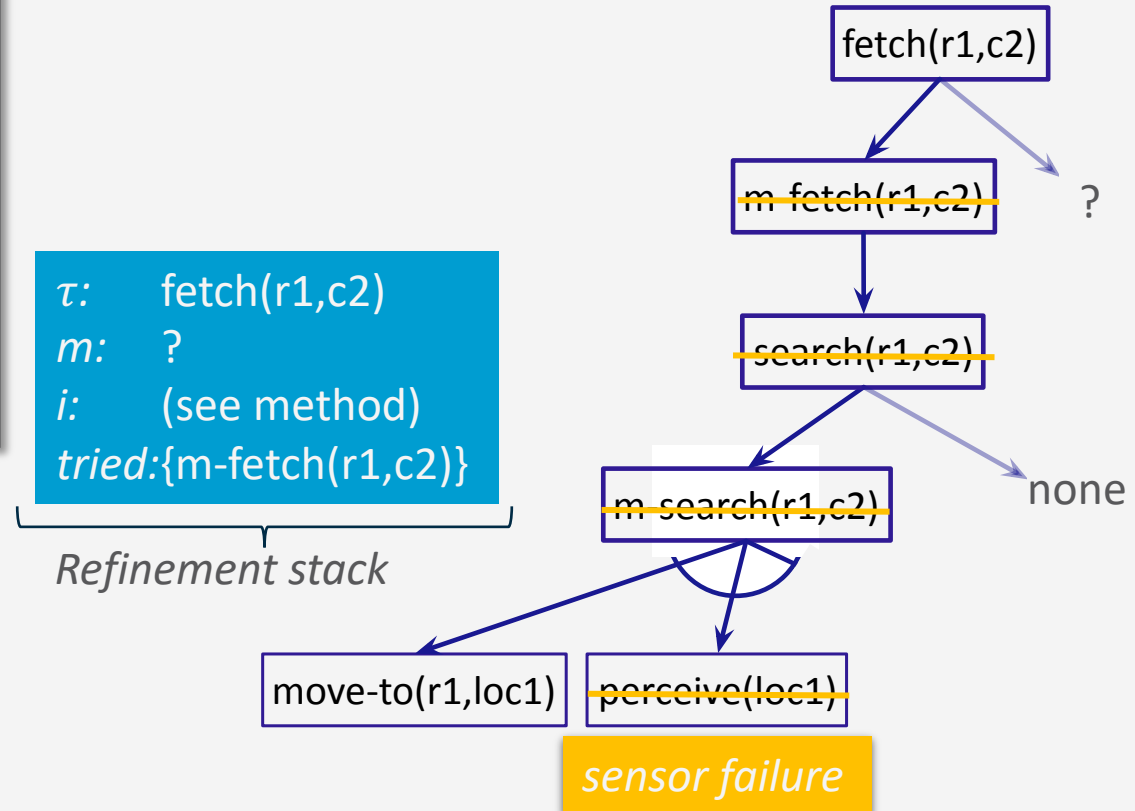 fetch(r1,c2)
m-fetch(r1,c2)
?
τ: fetch(r1,c2)
m: ?
i: (see method)
tried:{m-fetch(r1,c2)}
Refinement stack
search(r1,c2)
m-search(r1,c2)
none
move-to(r1,loc1)
perceive(loc1)
sensor failure